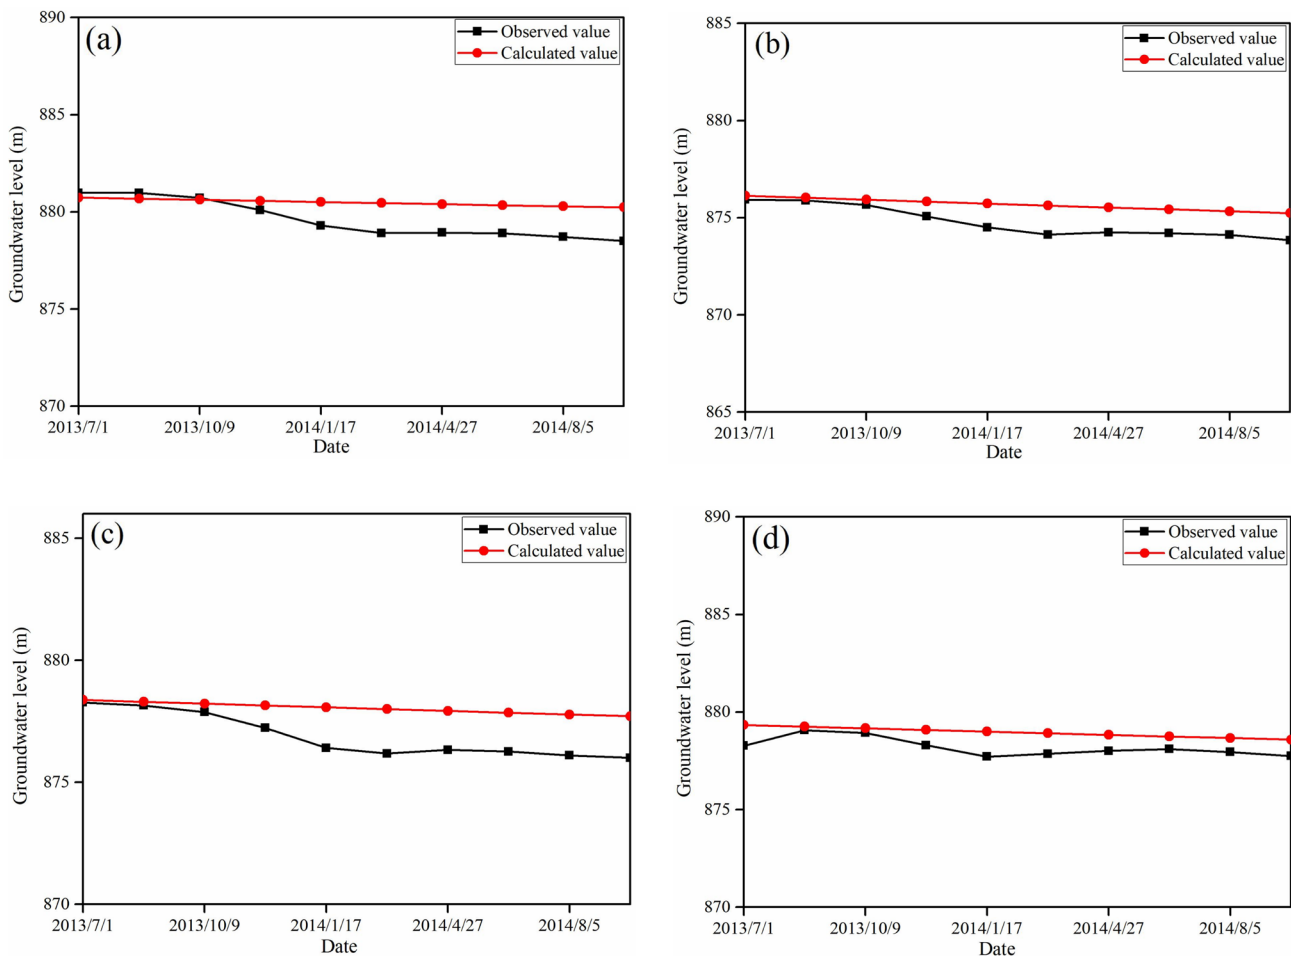 (a)
Observed value
Calculated value
Groundwater level (m)
890
885
880
875
870
2013/7/1 2013/10/9 2014/1/17 2014/4/27 2014/8/5
Date
(b)
Observed value
Calculated value
Groundwater level (m)
885
880
875
870
865
2013/7/1 2013/10/9 2014/1/17 2014/4/27 2014/8/5
Date
(c)
Observed value
Calculated value
Groundwater level (m)
885
880
875
870
2013/7/1 2013/10/9 2014/1/17 2014/4/27 2014/8/5
Date
(d)
Observed value
Calculated value
Groundwater level (m)
890
885
880
875
870
2013/7/1 2013/10/9 2014/1/17 2014/4/27 2014/8/5
Date